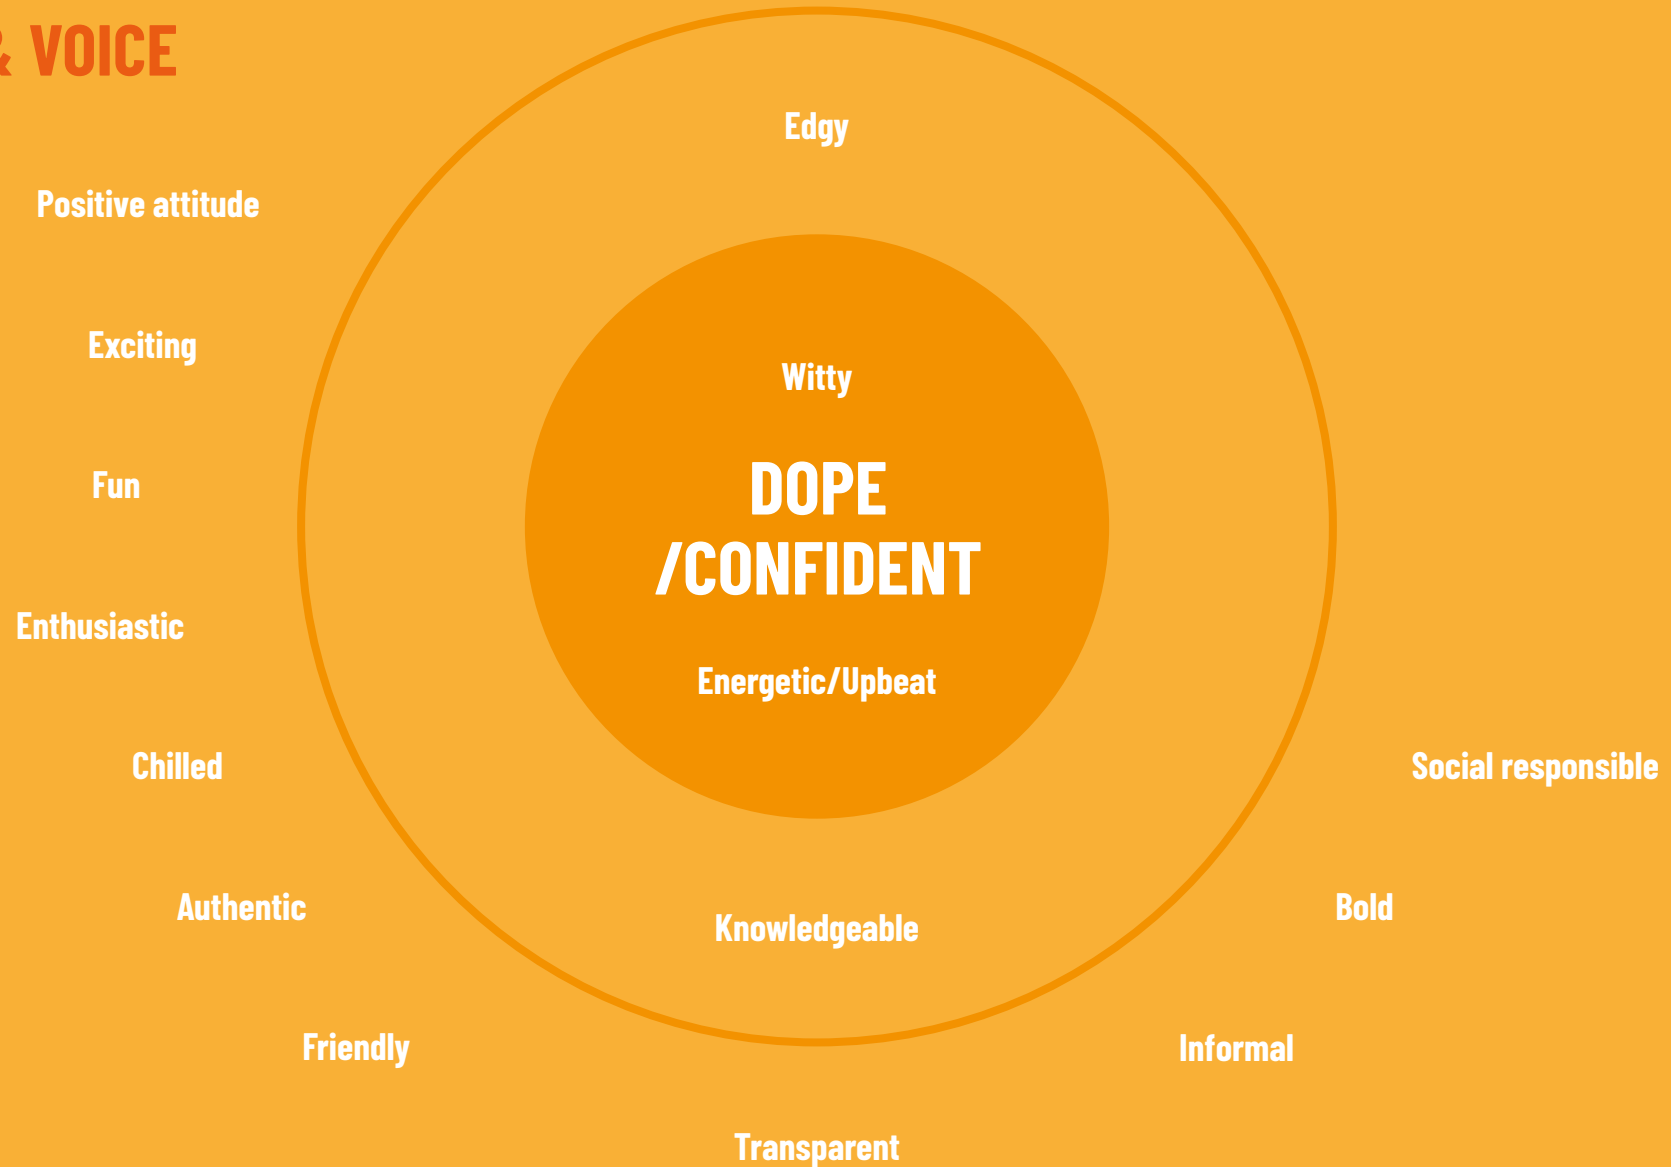 & VOICE
Edgy
Positive attitude
Exciting
Witty
DOPE
/CONFIDENT
Fun
Enthusiastic
Energetic/Upbeat
Chilled
Social responsible
Authentic
Knowledgeable
Bold
Friendly
Informal
Transparent